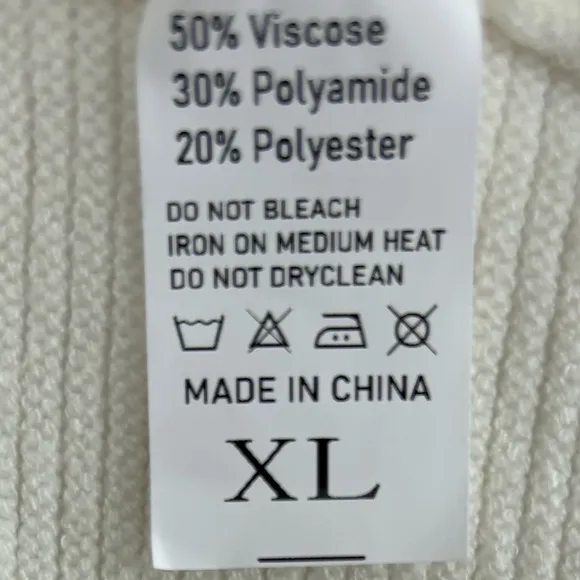 50% Viscose
30% Polyamide
20% Polyester
DO NOT BLEACH
IRON ON MEDIUM HEAT
DO NOT DRYCLEAN
MADE IN CHINA
XL